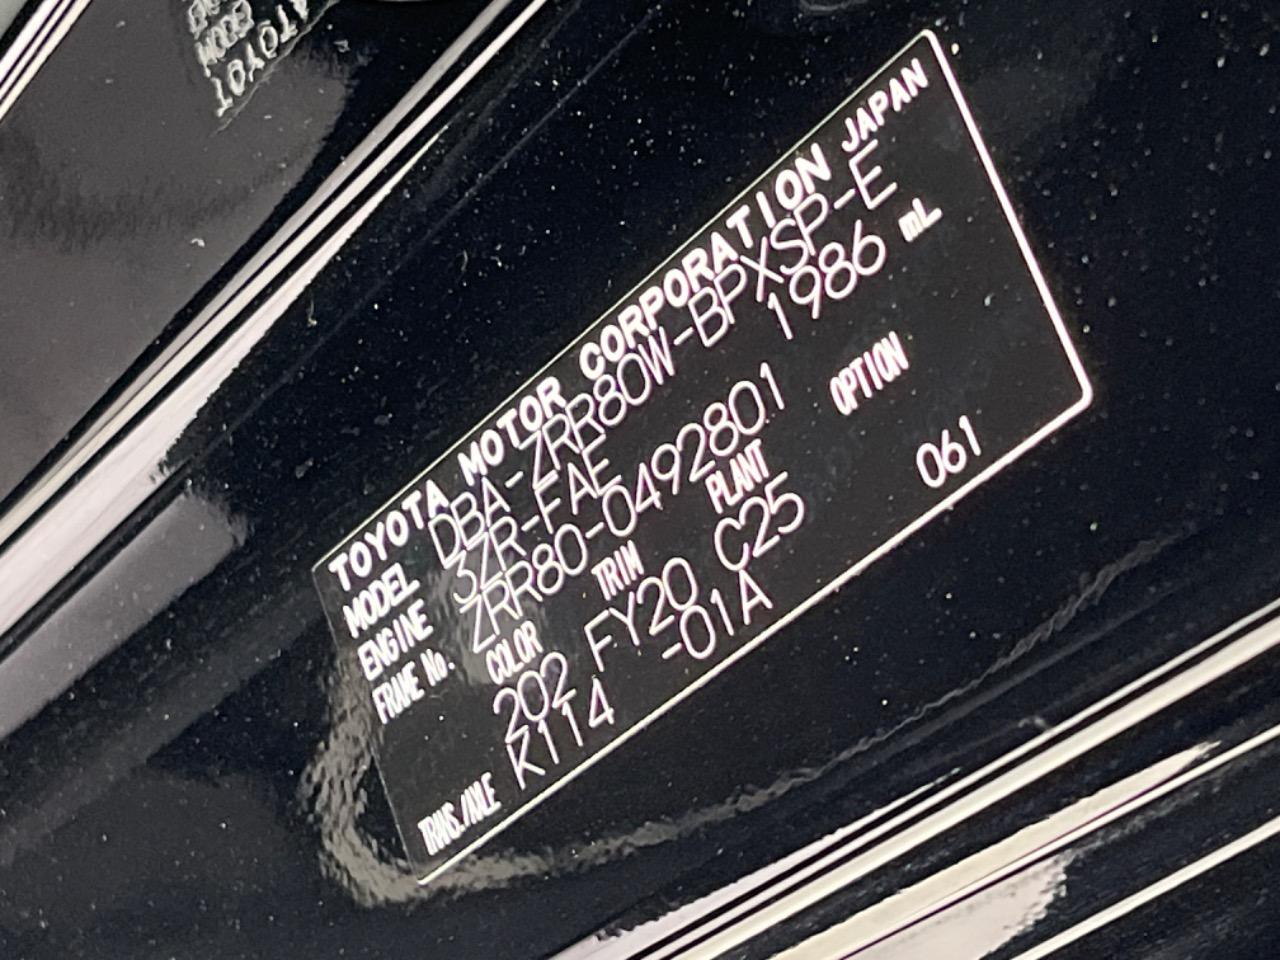 TOYOTA MOTOR CORPORATION JAPAN
MODEL DBA-ZRR80W-BPXSP-E
ENGINE 3ZR-FAE 1986 mL
FRAME No. ZRR80-0492801
COLOR TRIM PLANT OPTION
202 FY20 C25 061
TRANS./AXLE K114 -01A